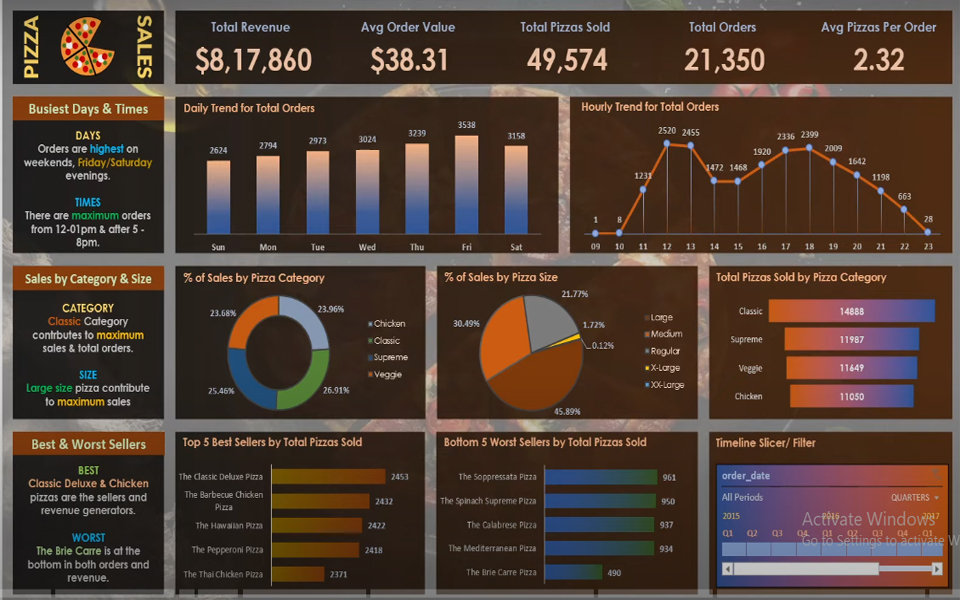 PIZZA
SALES
Total Revenue
$8,17,860
Avg Order Value
$38.31
Total Pizzas Sold
49,574
Total Orders
21,350
Avg Pizzas Per Order
2.32
Busiest Days & Times
DAYS
Orders are highest on
weekends, Friday/Saturday
evenings.
TIMES
There are maximum orders
from 12-01pm & after 5 -
8pm.
Daily Trend for Total Orders
2624
2794
2973
3024
3239
3538
3158
Sun
Mon
Tue
Wed
Thu
Fri
Sat
Hourly Trend for Total Orders
1
8
1231
2520
2455
1472
1468
1920
2336
2399
2009
1642
1198
663
28
09
10
11
12
13
14
15
16
17
18
19
20
21
22
23
Sales by Category & Size
CATEGORY
Classic Category
contributes to maximum
sales & total orders.
SIZE
Large size pizza contribute
to maximum sales
% of Sales by Pizza Category
23.68%
23.96%
25.46%
26.91%
Chicken
Classic
Supreme
Veggie
% of Sales by Pizza Size
21.77%
1.72%
0.12%
30.49%
45.89%
Large
Medium
Regular
X-Large
XX-Large
Total Pizzas Sold by Pizza Category
Classic
14888
Supreme
11987
Veggie
11649
Chicken
11050
Best & Worst Sellers
BEST
Classic Deluxe & Chicken
pizzas are the sellers and
revenue generators.
WORST
The Brie Carre is at the
bottom in both orders and
revenue.
Top 5 Best Sellers by Total Pizzas Sold
The Classic Deluxe Pizza
2453
The Barbecue Chicken
Pizza
2432
The Hawaiian Pizza
2422
The Pepperoni Pizza
2418
The Thai Chicken Pizza
2371
Bottom 5 Worst Sellers by Total Pizzas Sold
The Soppressata Pizza
961
The Spinach Supreme Pizza
950
The Calabrese Pizza
937
The Mediterranean Pizza
934
The Brie Carre Pizza
490
Timeline Slicer/ Filter
order_date
All Periods
QUARTERS
2015
2016
2017
Q1
Q2
Q3
Q4
Q1
Q2
Q3
Q4
Q1
Activate Windows
Go to Settings to activate W